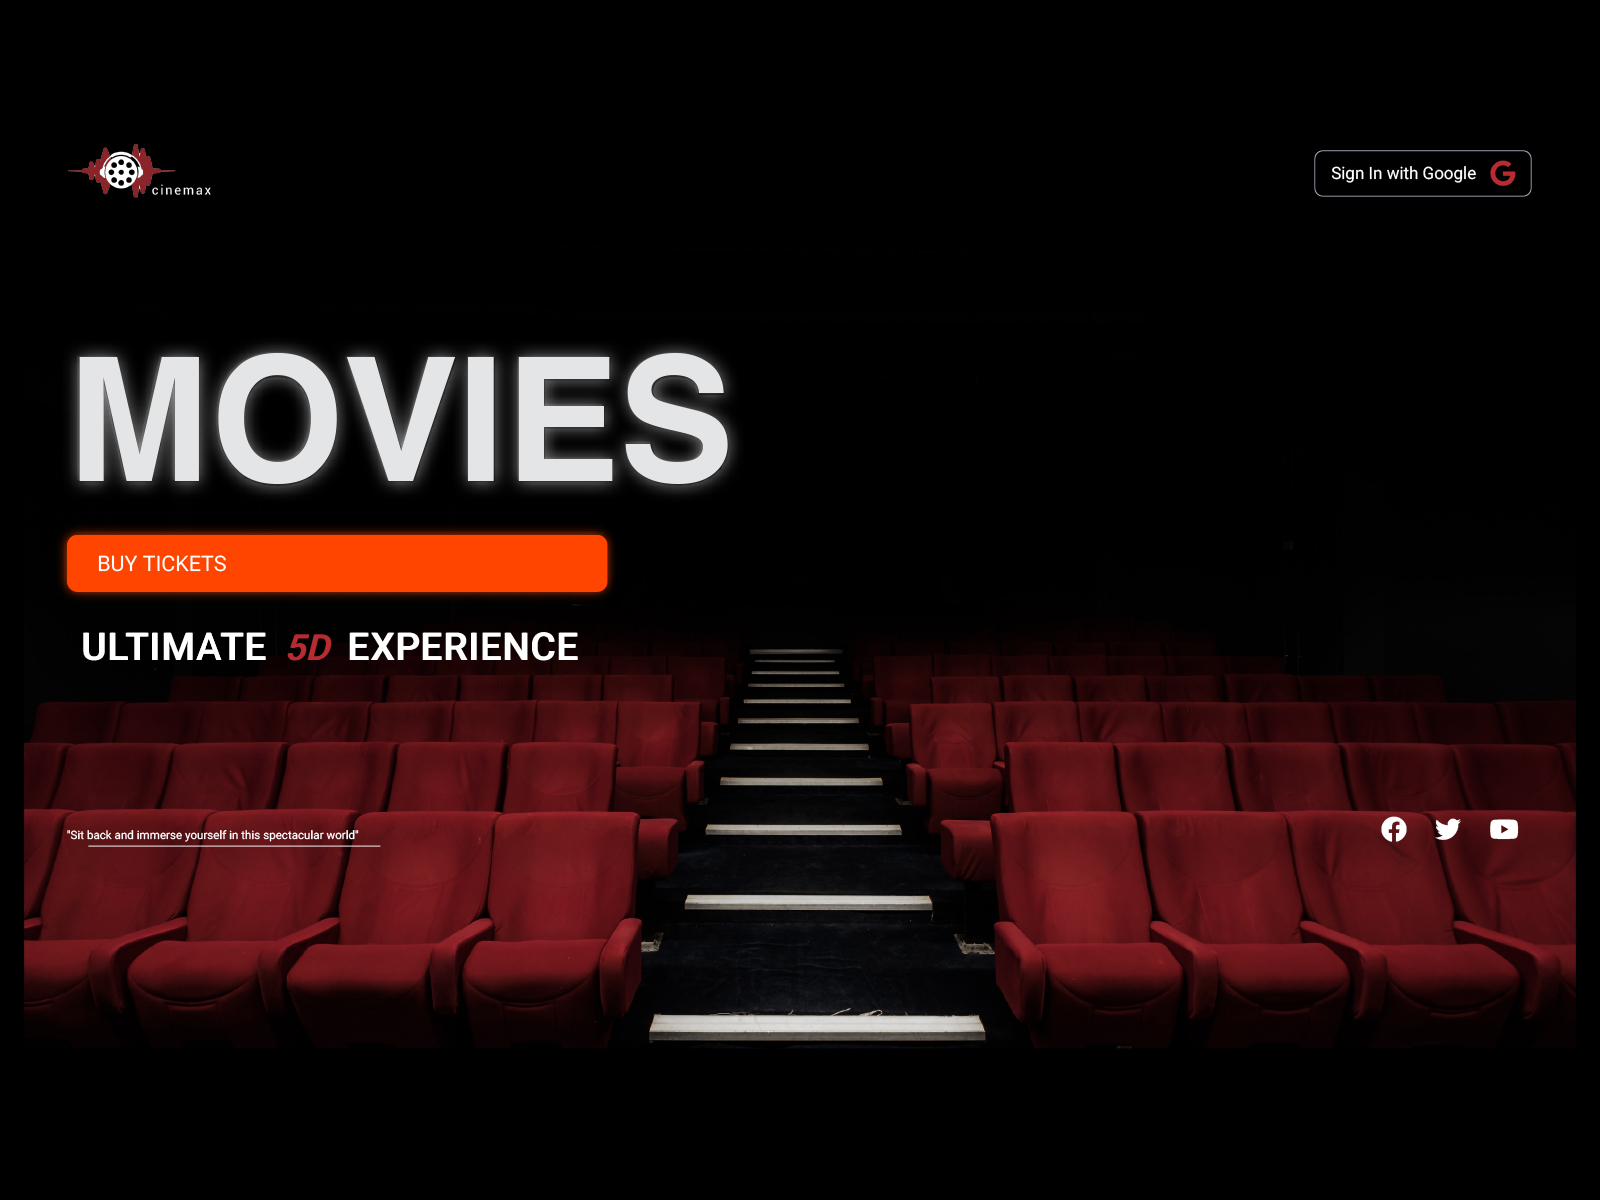 cinemax
Sign In with Google
MOVIES
BUY TICKETS
ULTIMATE 5D EXPERIENCE
"Sit back and immerse yourself in this spectacular world"